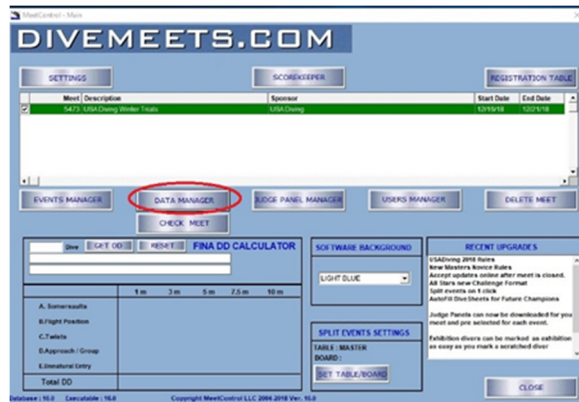 MeetControl - Main
DIVEMEETS.COM
SETTINGS SCOREKEEPER REGISTRATION TABLE
Meet Description Sponsor Start Date End Date
5473 USA Diving Winter Trials USA Diving 12/15/18 12/21/18
EVENTS MANAGER DATA MANAGER JUDGE PANEL MANAGER USERS MANAGER DELETE MEET
CHECK MEET
Dive GET DD RESET FINA DD CALCULATOR
1 m 3 m 5 m 7.5 m 10 m
A. Somersaults
B.Flight Position
C.Twists
D.Approach / Group
E.Unnatural Entry
Total DD
SOFTWARE BACKGROUND
LIGHT BLUE
SPLIT EVENTS SETTINGS
TABLE : MASTER
BOARD :
SET TABLE/BOARD
RECENT UPGRADES
USADiving 2018 Rules
New Masters Novice Rules
Accept updates online after meet is closed.
All Stars new Challenge Format
Split events on 1 click
AutoFill DiveSheets for Future Champions
Judge Panels can now be downloaded for you
meet and pre selected for each event.
Exhibition divers can be marked as exhibition
as easy as you mark a scratched diver
CLOSE
Database : 16.0 Executable : 16.0 Copyright MeetControl LLC 2004-2018 Ver. 16.0